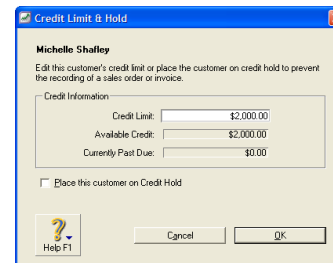 Credit Limit & Hold
Michelle Shafley
Edit this customer's credit limit or place the customer on credit hold to prevent
the recording of a sales order or invoice.
Credit Information
Credit Limit: $2,000.00
Available Credit: $2,000.00
Currently Past Due: $0.00
Place this customer on Credit Hold
Help F1
Cancel
OK